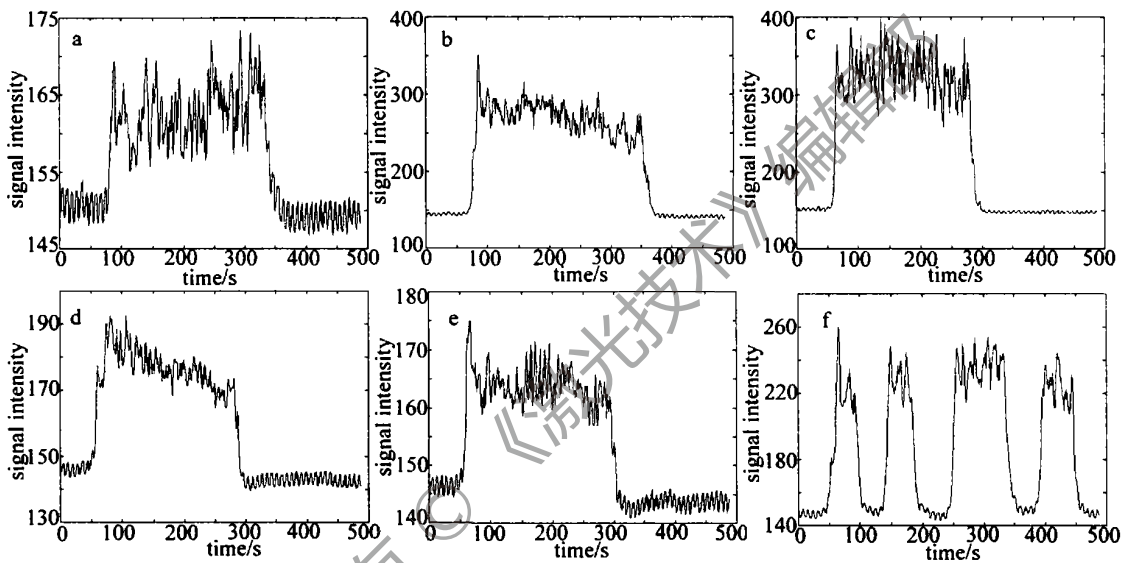 a
175
165
155
145
signal intensity
0 100 200 300 400 500
time/s
b
400
300
200
100
signal intensity
0 100 200 300 400 500
time/s
c
400
300
200
100
signal intensity
0 100 200 300 400 500
time/s
d
190
170
150
130
signal intensity
0 100 200 300 400 500
time/s
e
180
170
160
150
140
signal intensity
0 100 200 300 400 500
time/s
f
260
220
180
140
signal intensity
0 100 200 300 400 500
time/s
©《激光技术》编辑部